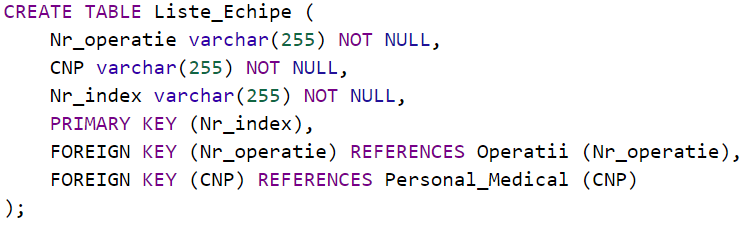 CREATE TABLE Liste_Echipe (
    Nr_operatie varchar(255) NOT NULL,
    CNP varchar(255) NOT NULL,
    Nr_index varchar(255) NOT NULL,
    PRIMARY KEY (Nr_index),
    FOREIGN KEY (Nr_operatie) REFERENCES Operatii (Nr_operatie),
    FOREIGN KEY (CNP) REFERENCES Personal_Medical (CNP)
);